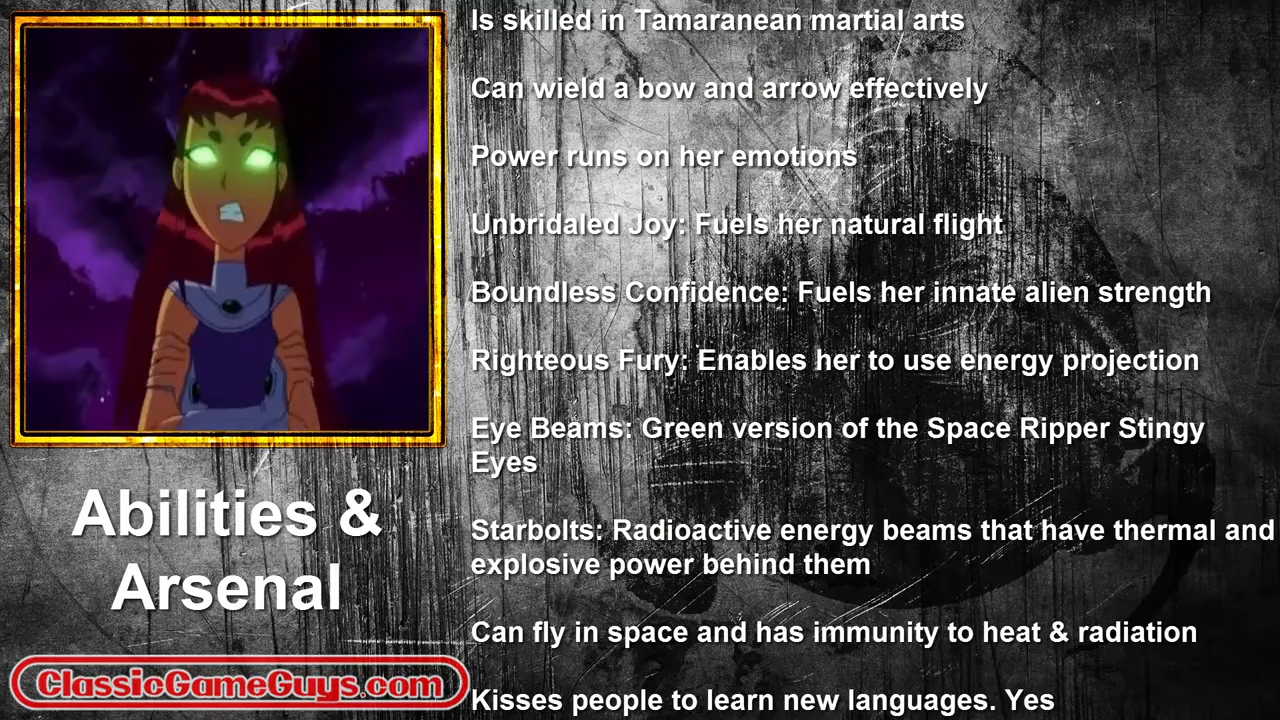 Is skilled in Tamaranean martial arts
Can wield a bow and arrow effectively
Power runs on her emotions
Unbridaled Joy: Fuels her natural flight
Boundless Confidence: Fuels her innate alien strength
Righteous Fury: Enables her to use energy projection
Eye Beams: Green version of the Space Ripper Stingy
Eyes
Starbolts: Radioactive energy beams that have thermal and
explosive power behind them
Can fly in space and has immunity to heat & radiation
Kisses people to learn new languages. Yes
Abilities &
Arsenal
ClassicGameGuys.com